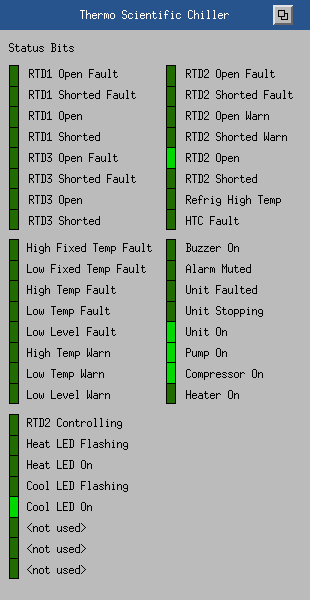 Thermo Scientific Chiller
Status Bits
RTD1 Open Fault
RTD1 Shorted Fault
RTD1 Open
RTD1 Shorted
RTD3 Open Fault
RTD3 Shorted Fault
RTD3 Open
RTD3 Shorted
RTD2 Open Fault
RTD2 Shorted Fault
RTD2 Open Warn
RTD2 Shorted Warn
RTD2 Open
RTD2 Shorted
Refrig High Temp
HTC Fault
High Fixed Temp Fault
Low Fixed Temp Fault
High Temp Fault
Low Temp Fault
Low Level Fault
High Temp Warn
Low Temp Warn
Low Level Warn
Buzzer On
Alarm Muted
Unit Faulted
Unit Stopping
Unit On
Pump On
Compressor On
Heater On
RTD2 Controlling
Heat LED Flashing
Heat LED On
Cool LED Flashing
Cool LED On
<not used>
<not used>
<not used>